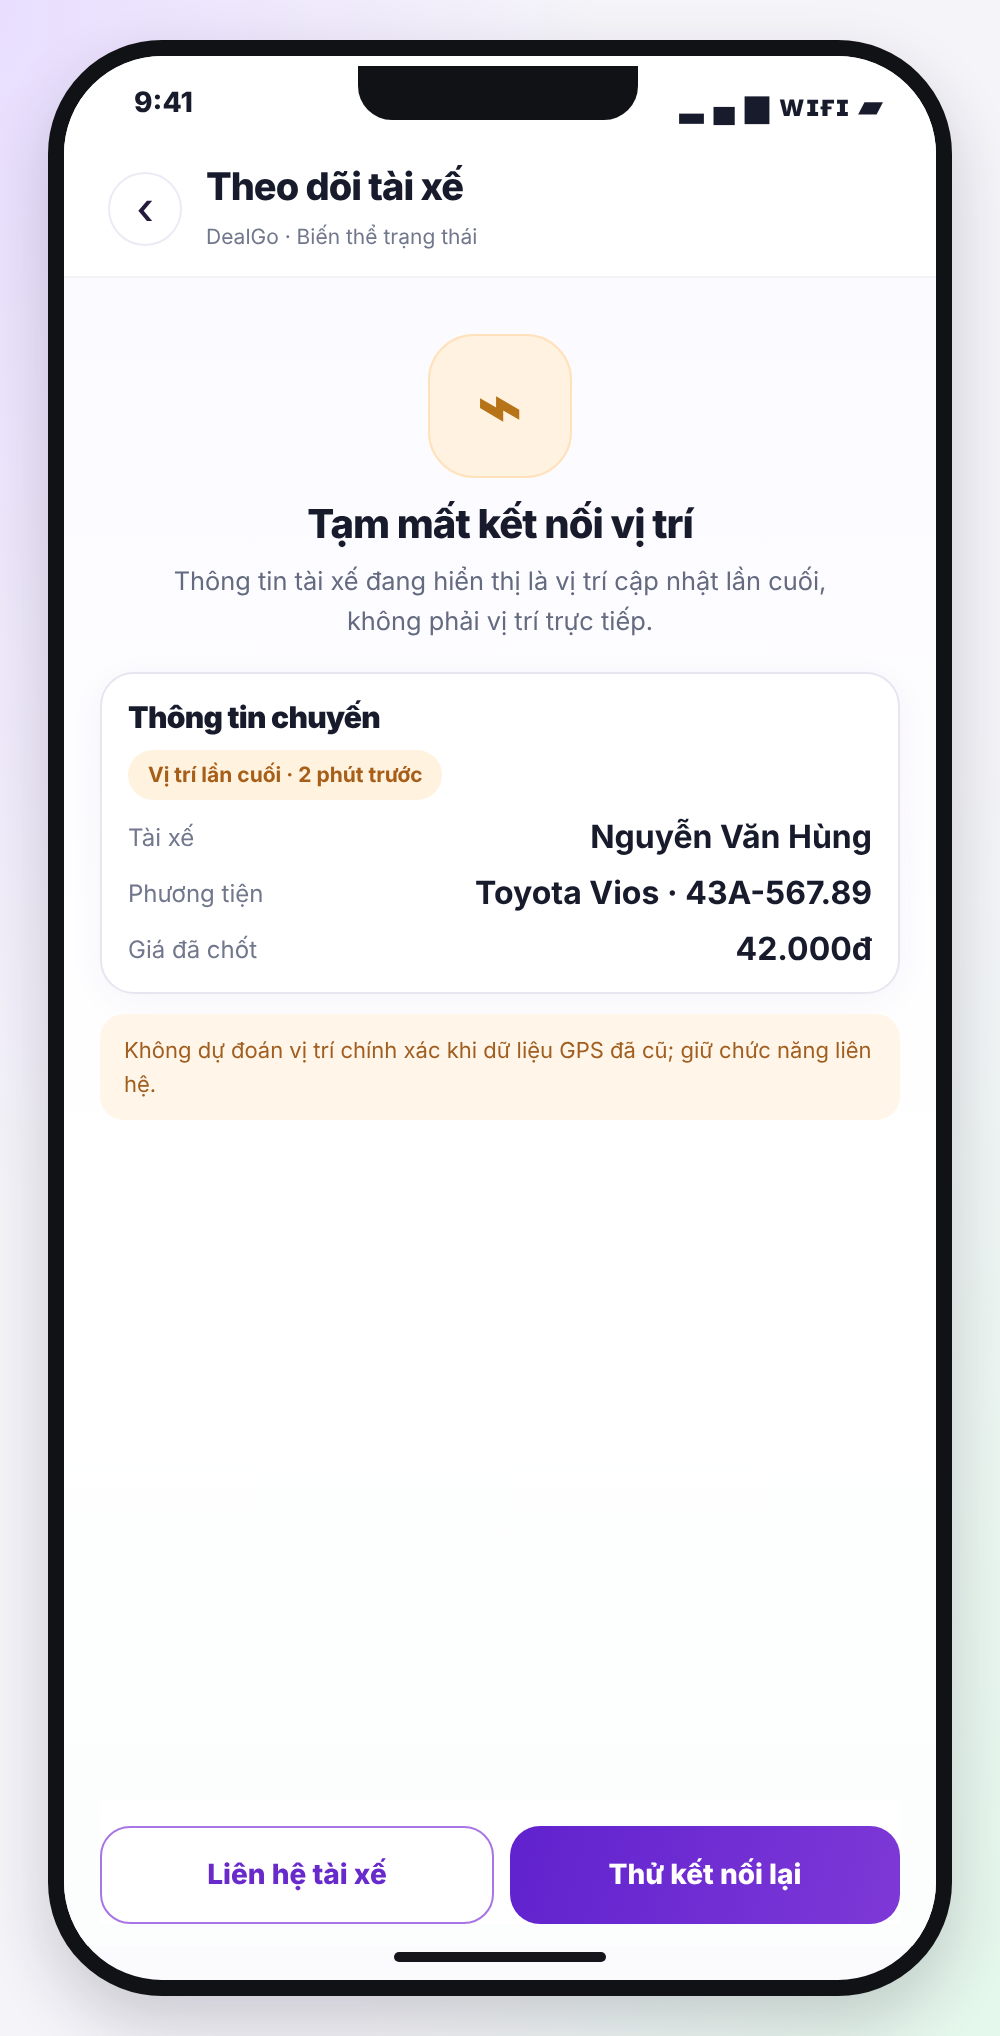 9:41
WIFI
Theo dõi tài xế
DealGo · Biến thể trạng thái
Tạm mất kết nối vị trí
Thông tin tài xế đang hiển thị là vị trí cập nhật lần cuối,
không phải vị trí trực tiếp.
Thông tin chuyến
Vị trí lần cuối · 2 phút trước
Tài xế Nguyễn Văn Hùng
Phương tiện Toyota Vios · 43A-567.89
Giá đã chốt 42.000đ
Không dự đoán vị trí chính xác khi dữ liệu GPS đã cũ; giữ chức năng liên
hệ.
Liên hệ tài xế Thử kết nối lại